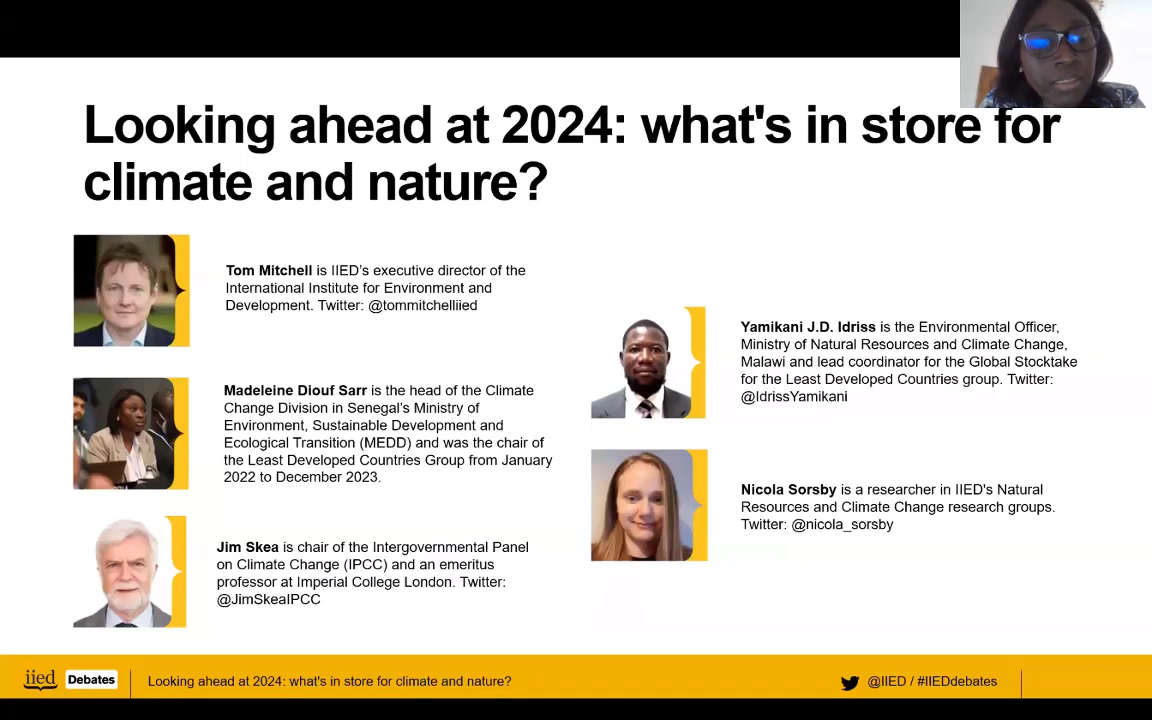 Looking ahead at 2024: what's in store for
climate and nature?
Tom Mitchell is IIED's executive director of the
International Institute for Environment and
Development. Twitter: @tommitchelliied
Madeleine Diouf Sarr is the head of the Climate
Change Division in Senegal's Ministry of
Environment, Sustainable Development and
Ecological Transition (MEDD) and was the chair of
the Least Developed Countries Group from January
2022 to December 2023.
Jim Skea is chair of the Intergovernmental Panel
on Climate Change (IPCC) and an emeritus
professor at Imperial College London. Twitter:
@JimSkeaIPCC
Yamikani J.D. Idriss is the Environmental Officer,
Ministry of Natural Resources and Climate Change,
Malawi and lead coordinator for the Global Stocktake
for the Least Developed Countries group. Twitter:
@IdrissYamikani
Nicola Sorsby is a researcher in IIED's Natural
Resources and Climate Change research groups.
Twitter: @nicola_sorsby
iied Debates
Looking ahead at 2024: what's in store for climate and nature?
@IIED / #IIEDdebates